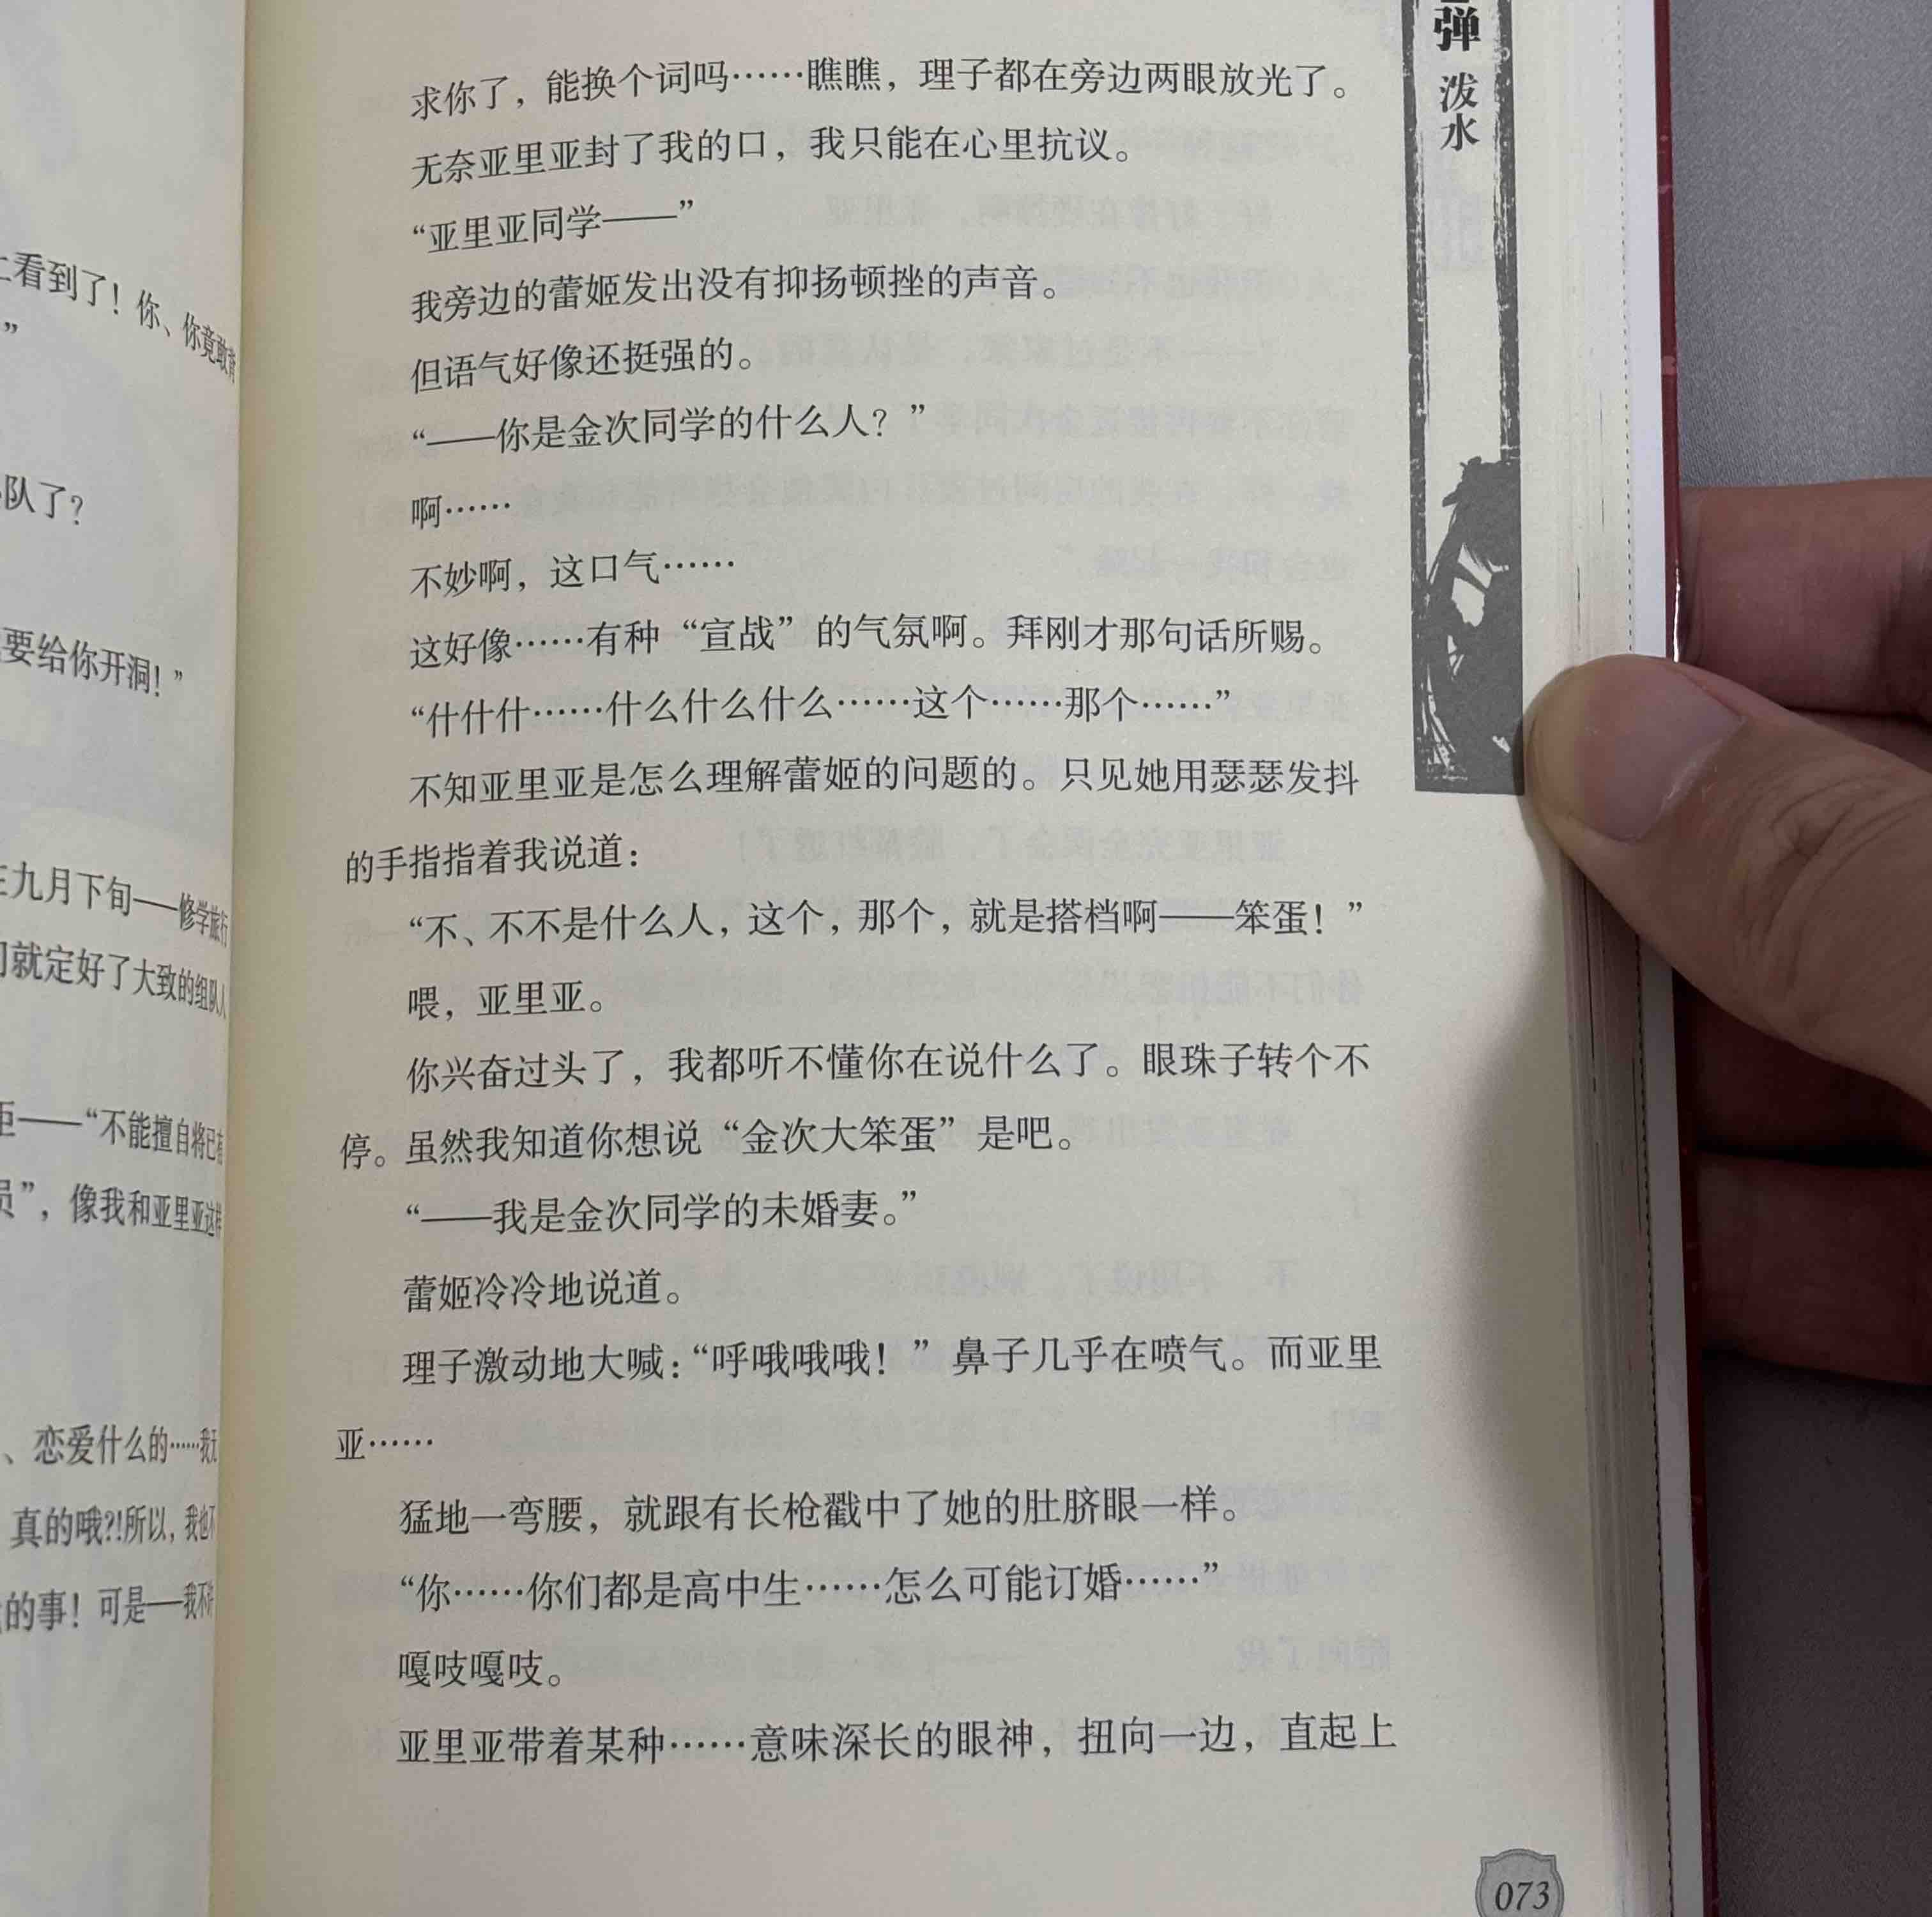 上看到了！你、你竟敢背
”
队了？
要给你开洞！”
在九月下旬——修学旅行
们就定好了大致的组队人
——“不能擅自将已有
员”，像我和亚里亚这样
、恋爱什么的……我无
真的哦?!所以，我也不
的事！可是——我不许
弹 泼水
求你了，能换个词吗……瞧瞧，理子都在旁边两眼放光了。
无奈亚里亚封了我的口，我只能在心里抗议。
“亚里亚同学——”
我旁边的蕾姬发出没有抑扬顿挫的声音。
但语气好像还挺强的。
“——你是金次同学的什么人？”
啊……
不妙啊，这口气……
这好像……有种“宣战”的气氛啊。拜刚才那句话所赐。
“什什什……什么什么什么……这个……那个……”
不知亚里亚是怎么理解蕾姬的问题的。只见她用瑟瑟发抖
的手指指着我说道：
“不、不不是什么人，这个，那个，就是搭档啊——笨蛋！”
喂，亚里亚。
你兴奋过头了，我都听不懂你在说什么了。眼珠子转个不
停。虽然我知道你想说“金次大笨蛋”是吧。
“——我是金次同学的未婚妻。”
蕾姬冷冷地说道。
理子激动地大喊：“呼哦哦哦！”鼻子几乎在喷气。而亚里
亚……
猛地一弯腰，就跟有长枪戳中了她的肚脐眼一样。
“你……你们都是高中生……怎么可能订婚……”
嘎吱嘎吱。
亚里亚带着某种……意味深长的眼神，扭向一边，直起上
073